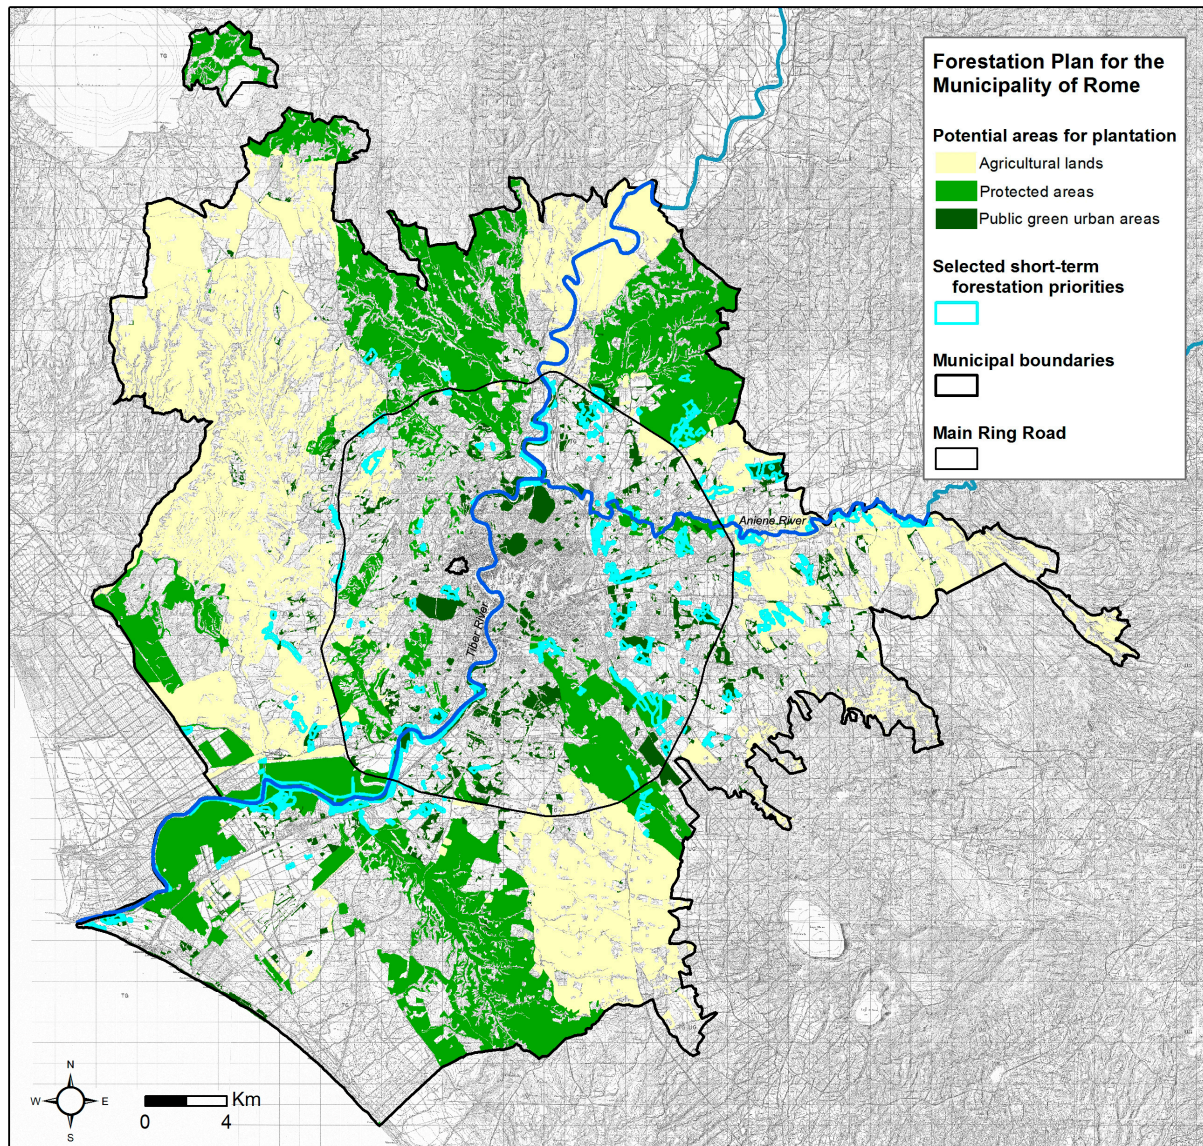 Forestation Plan for the
Municipality of Rome
Potential areas for plantation
Agricultural lands
Protected areas
Public green urban areas
Selected short-term
forestation priorities
Municipal boundaries
Main Ring Road
Aniene River
Tiber River
N
W
E
S
Km
0
4